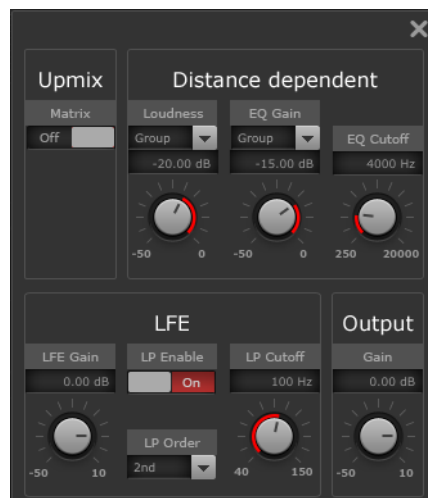 Upmix
Distance dependent
Matrix
Loudness
EQ Gain
Off
Group
Group
EQ Cutoff
-20.00 dB
-15.00 dB
4000 Hz
-50
0
-50
0
250
20000
LFE
Output
LFE Gain
LP Enable
LP Cutoff
Gain
0.00 dB
On
100 Hz
0.00 dB
LP Order
2nd
-50
10
40
150
-50
10